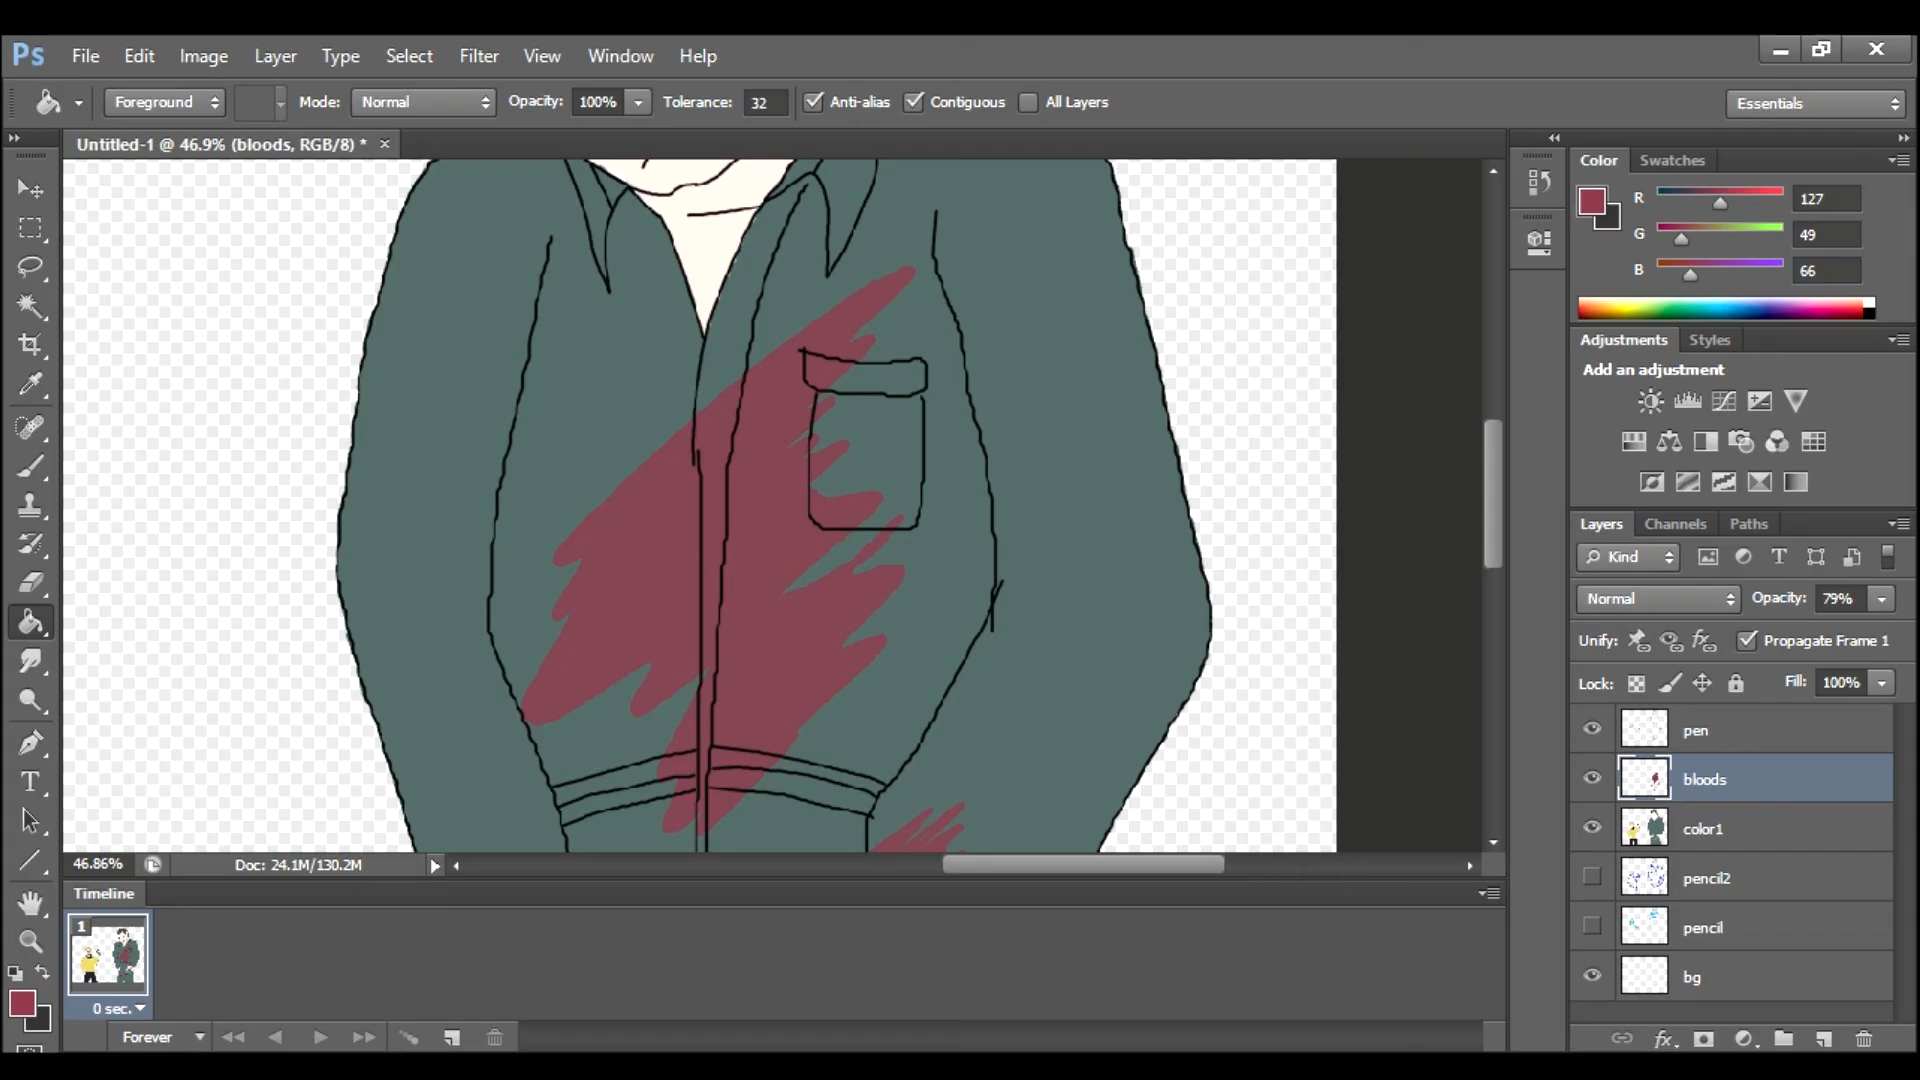 Ps File Edit Image Layer Type Select Filter View Window Help
Foreground Mode: Normal Opacity: 100% Tolerance: 32 Anti-alias Contiguous All Layers Essentials
Untitled-1 @ 46.9% (bloods, RGB/8) * ×
Color Swatches
R 127
G 49
B 66
Adjustments Styles
Add an adjustment
Layers Channels Paths
Kind T
Normal Opacity: 79%
Unify: Propagate Frame 1
Lock: Fill: 100%
pen
bloods
color1
pencil2
pencil
bg
fx
T
46.86% Doc: 24.1M/130.2M
Timeline
1
0 sec.
Forever